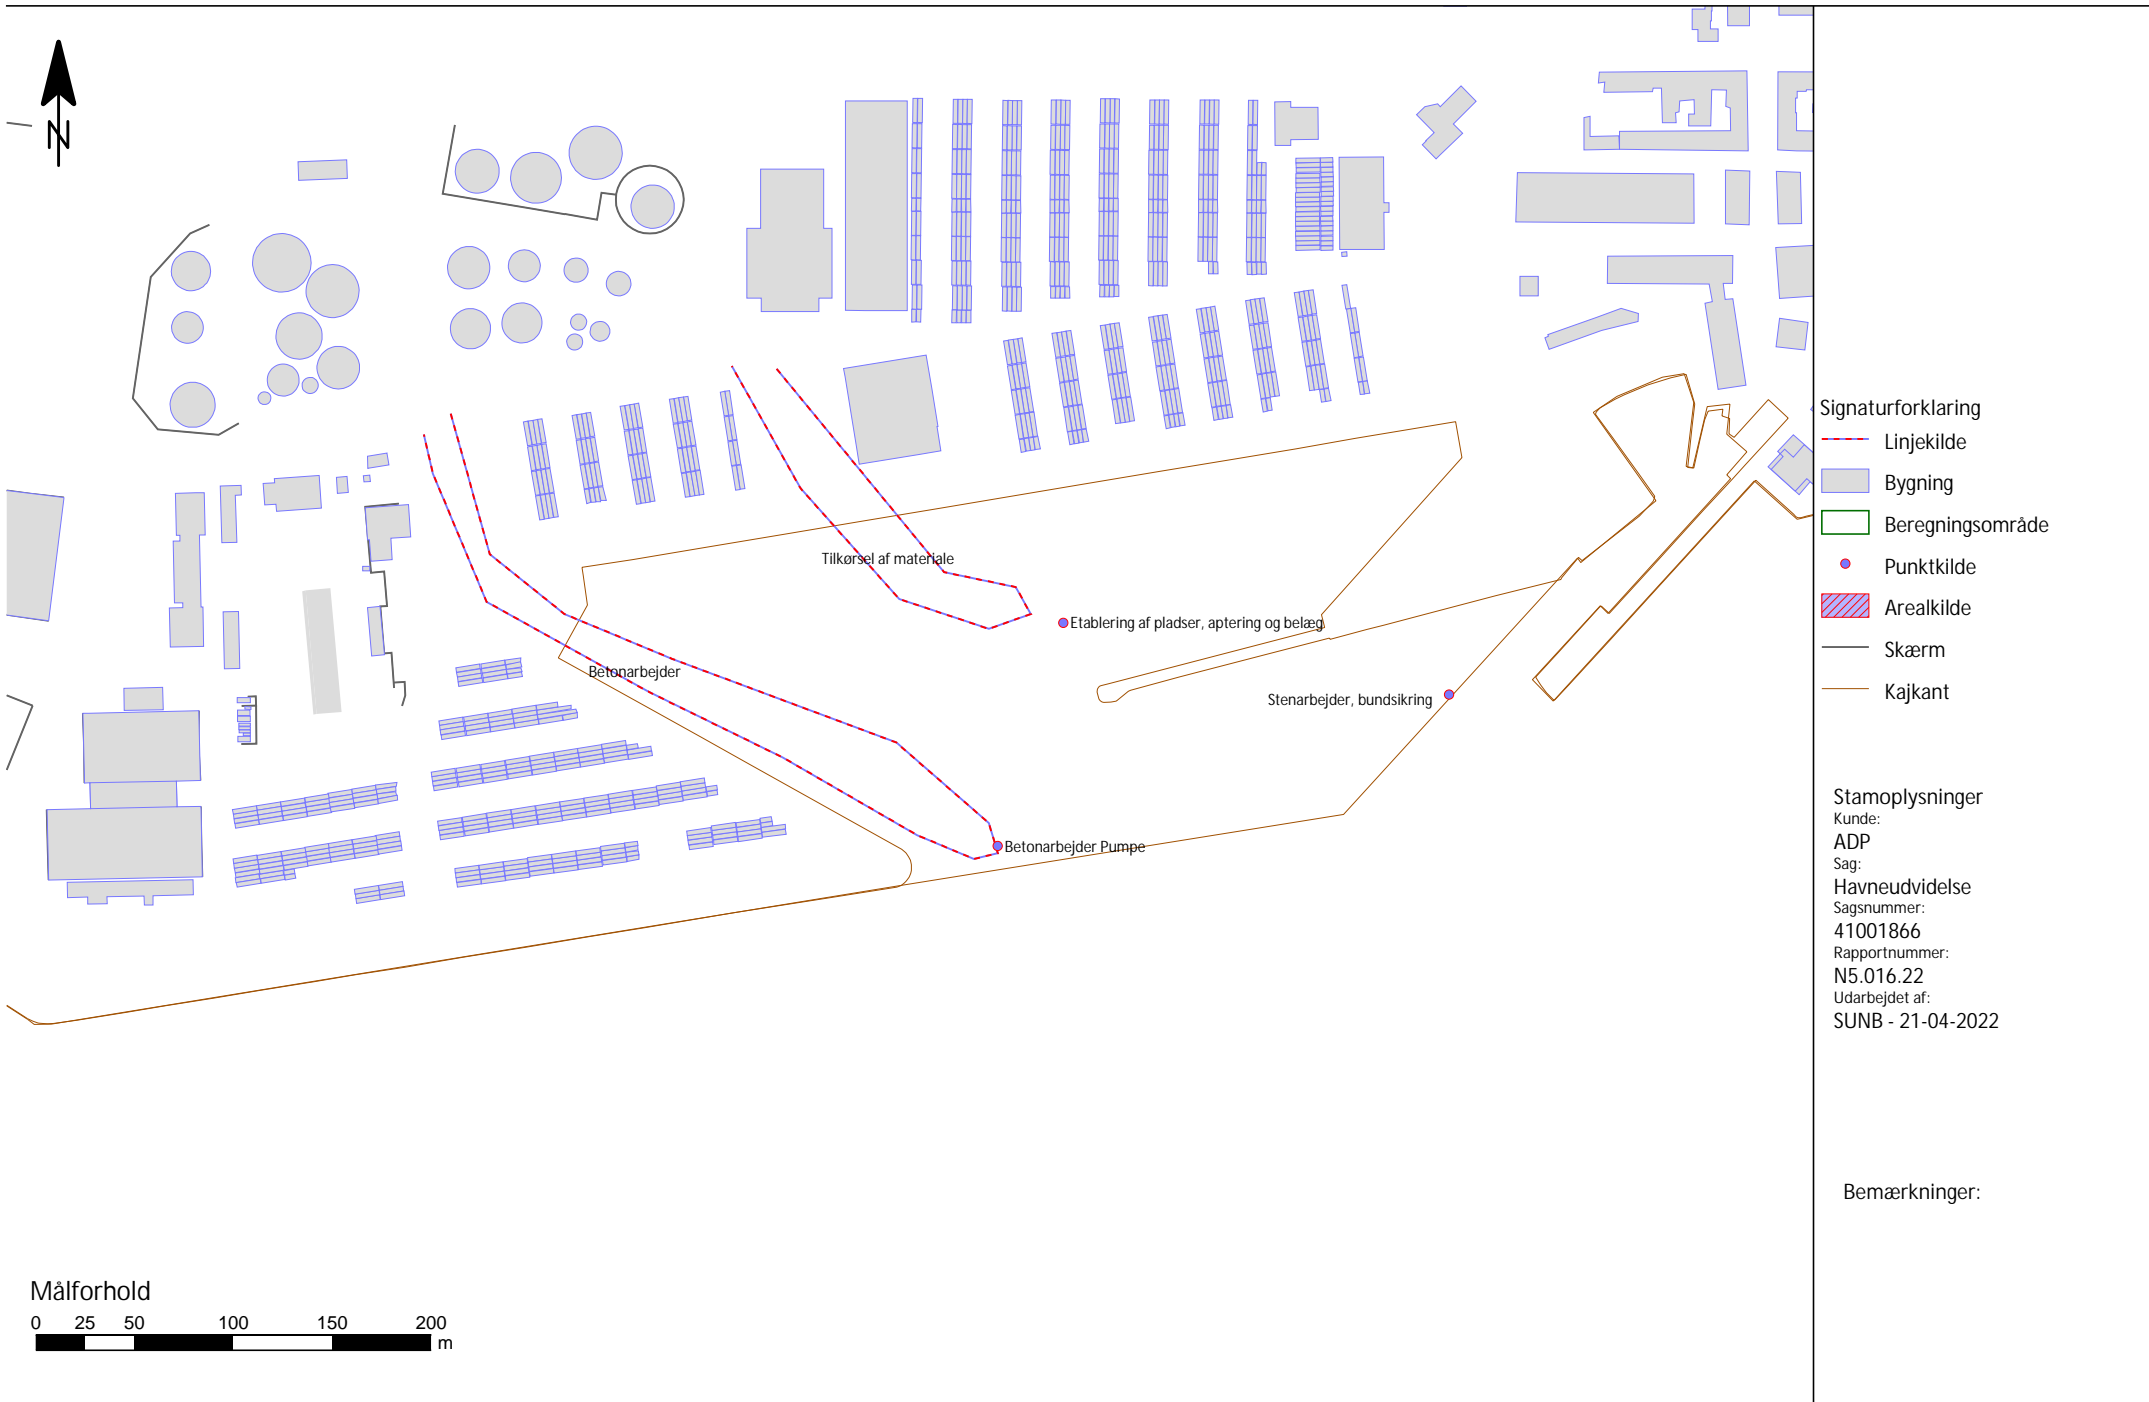 N
Tilkørsel af materiale
Etablering af pladser, aptering og belæg
Betonarbejder
Stenarbejder, bundsikring
Betonarbejder Pumpe
Signaturforklaring
Linjekilde
Bygning
Beregningsområde
Punktkilde
Arealkilde
Skærm
Kajkant
Stamoplysninger
Kunde:
ADP
Sag:
Havneudvidelse
Sagsnummer:
41001866
Rapportnummer:
N5.016.22
Udarbejdet af:
SUNB - 21-04-2022
Bemærkninger:
Målforhold
0 25 50 100 150 200
m